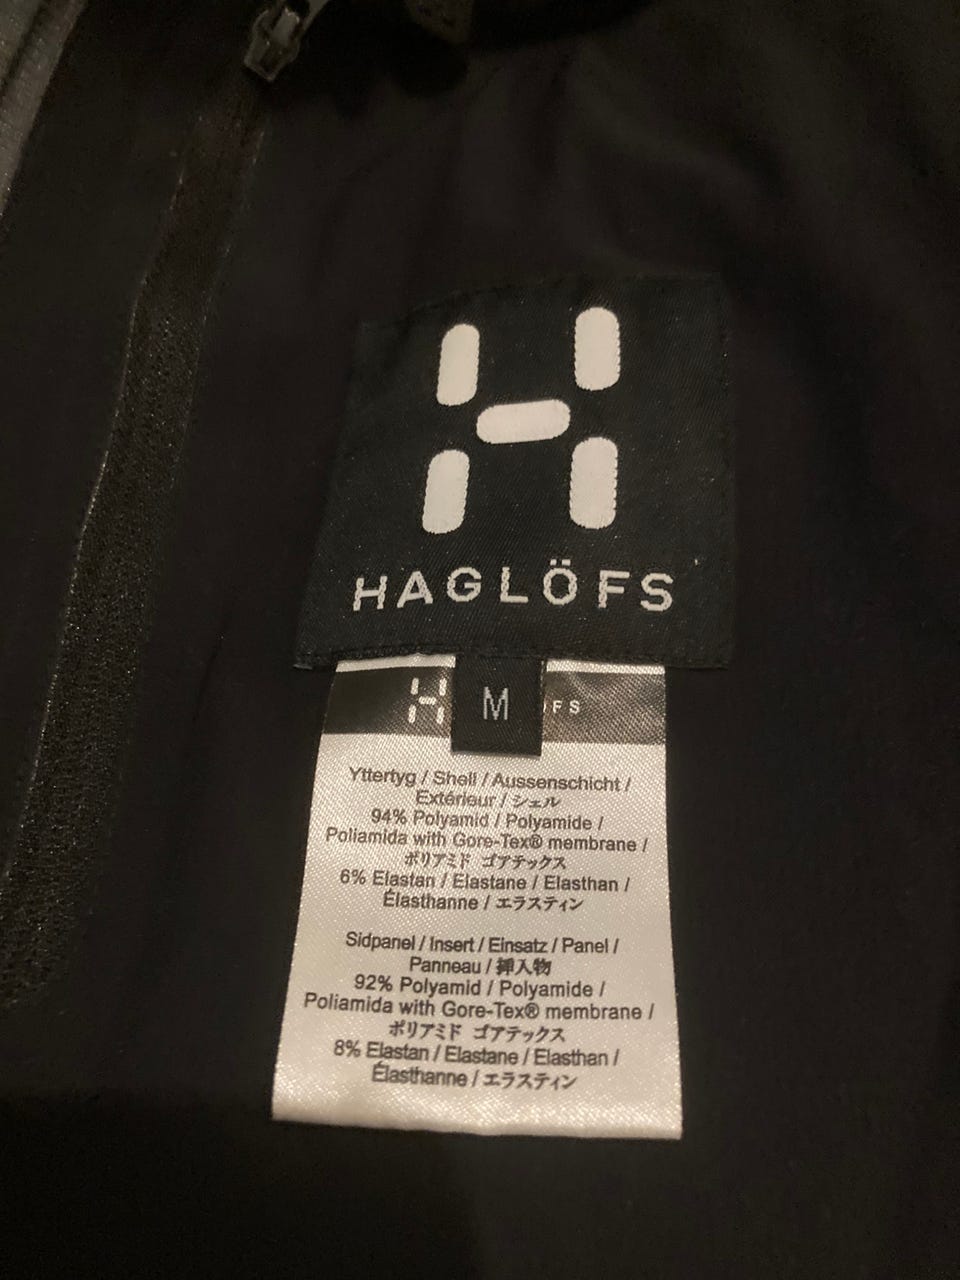 HAGLÖFS
M
FS
Yttertyg / Shell / Aussenschicht /
Extérieur / シェル
94% Polyamid / Polyamide /
Poliamida with Gore-Tex® membrane /
ポリアミド ゴアテックス
6% Elastan / Elastane / Elasthan /
Élasthanne / エラスティン
Sidpanel / Insert / Einsatz / Panel /
Panneau / 挿入物
92% Polyamid / Polyamide /
Poliamida with Gore-Tex® membrane /
ポリアミド ゴアテックス
8% Elastan / Elastane / Elasthan /
Élasthanne / エラスティン